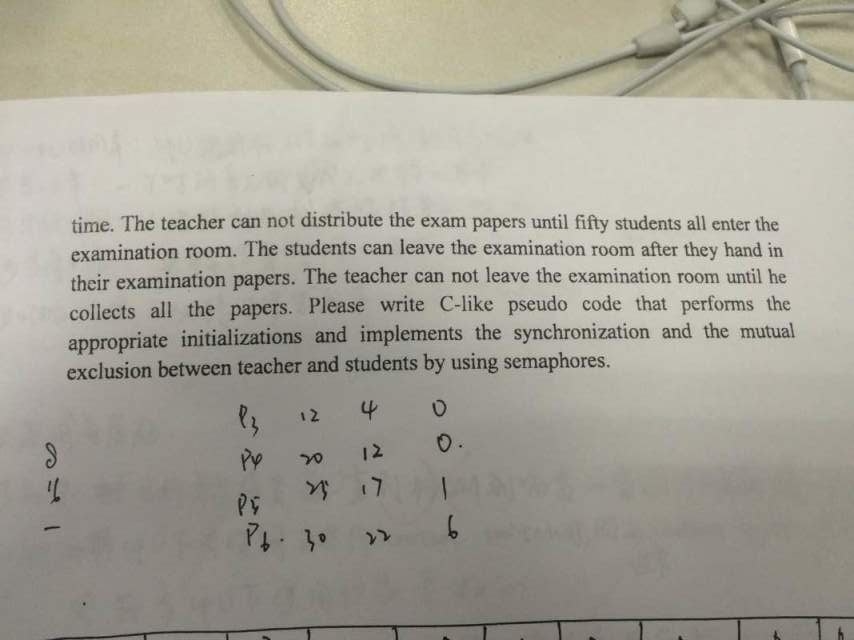 time. The teacher can not distribute the exam papers until fifty students all enter the
examination room. The students can leave the examination room after they hand in
their examination papers. The teacher can not leave the examination room until he
collects all the papers. Please write C-like pseudo code that performs the
appropriate initializations and implements the synchronization and the mutual
exclusion between teacher and students by using semaphores.
P3 12 4 0
8 P4 20 12 0.
P5 25 17 1
P6. 30 22 6